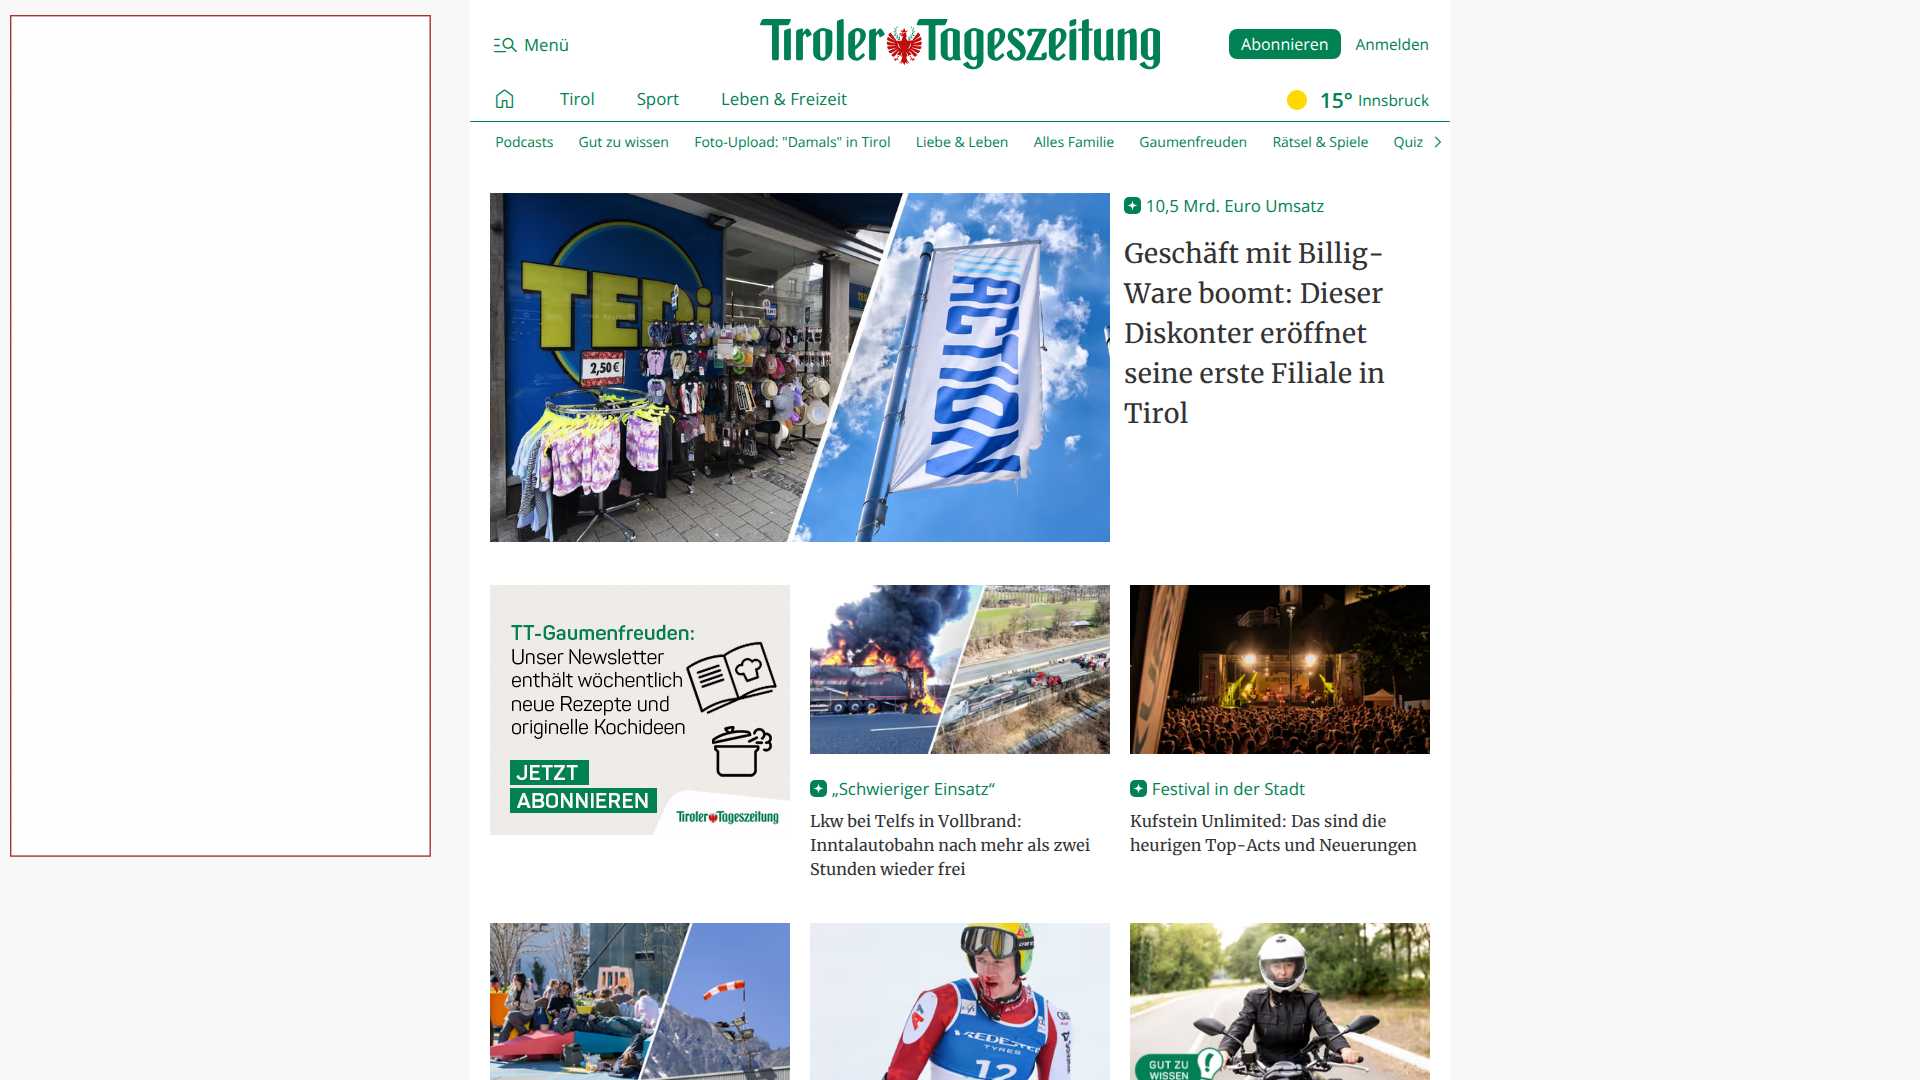 Menü
Tiroler Tageszeitung
Abonnieren
Anmelden
Tirol
Sport
Leben & Freizeit
15° Innsbruck
Podcasts
Gut zu wissen
Foto-Upload: "Damals" in Tirol
Liebe & Leben
Alles Familie
Gaumenfreuden
Rätsel & Spiele
Quiz
TEDi
2,50€
ACTION
10,5 Mrd. Euro Umsatz
Geschäft mit Billig-
Ware boomt: Dieser
Diskonter eröffnet
seine erste Filiale in
Tirol
TT-Gaumenfreuden:
Unser Newsletter
enthält wöchentlich
neue Rezepte und
originelle Kochideen
JETZT
ABONNIEREN
Tiroler Tageszeitung
„Schwieriger Einsatz“
Lkw bei Telfs in Vollbrand:
Inntalautobahn nach mehr als zwei
Stunden wieder frei
Festival in der Stadt
Kufstein Unlimited: Das sind die
heurigen Top-Acts und Neuerungen
REDESTER
TYRES
12
GUT ZU
WISSEN